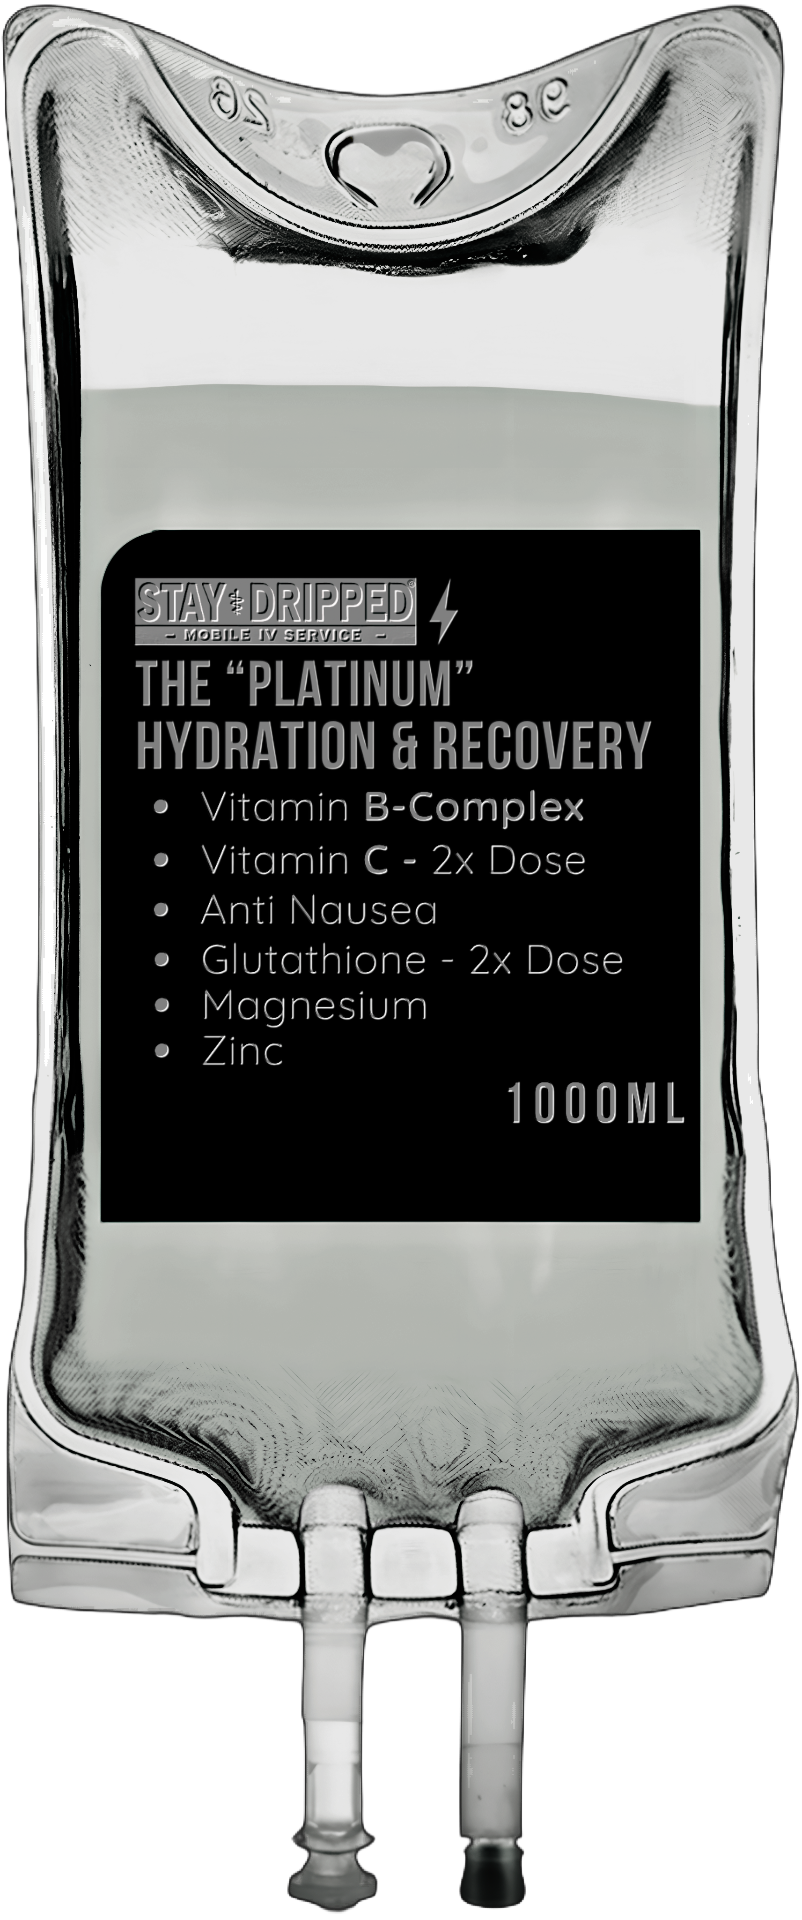 STAY DRIPPED®
- MOBILE IV SERVICE -
THE “PLATINUM”
HYDRATION & RECOVERY
• Vitamin B-Complex
• Vitamin C - 2x Dose
• Anti Nausea
• Glutathione - 2x Dose
• Magnesium
• Zinc
1000ML